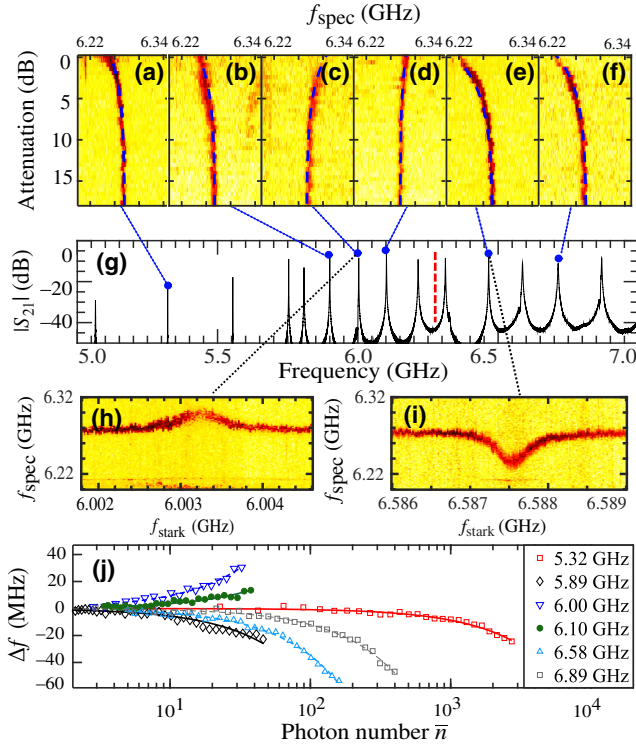 f_spec (GHz)
6.22 6.34 6.22 6.34 6.22 6.34 6.22 6.34 6.22 6.34 6.22 6.34
Attenuation (dB)
0
5
10
15
(a) (b) (c) (d) (e) (f)
|S_21| (dB)
0
−20
−40
(g)
5.0 5.5 6.0 6.5 7.0
Frequency (GHz)
f_spec (GHz)
6.32
6.22
(h)
6.002 6.003 6.004
f_stark (GHz)
f_spec (GHz)
6.32
6.22
(i)
6.586 6.587 6.588 6.589
f_stark (GHz)
Δf (MHz)
40
20
0
−20
−40
−60
(j)
5.32 GHz
5.89 GHz
6.00 GHz
6.10 GHz
6.58 GHz
6.89 GHz
10^1 10^2 10^3 10^4
Photon number n̅